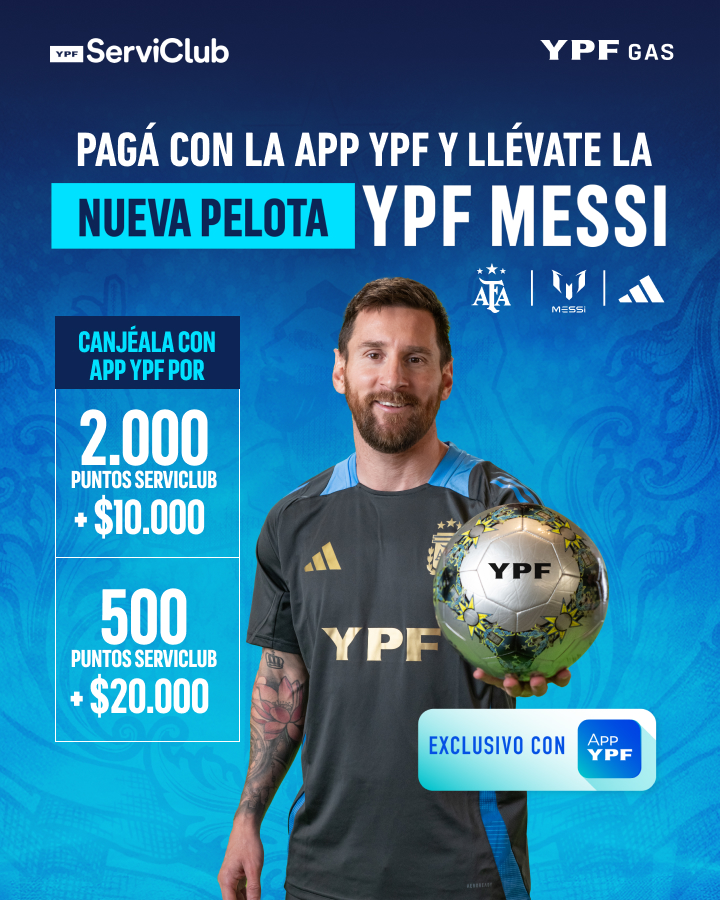 YPF ServiClub
YPF GAS
PAGÁ CON LA APP YPF Y LLÉVATE LA
NUEVA PELOTA YPF MESSI
AFA
MESSI
CANJÉALA CON
APP YPF POR
2.000
PUNTOS SERVICLUB
+ $10.000
500
PUNTOS SERVICLUB
+ $20.000
YPF
YPF
EXCLUSIVO CON
APP
YPF